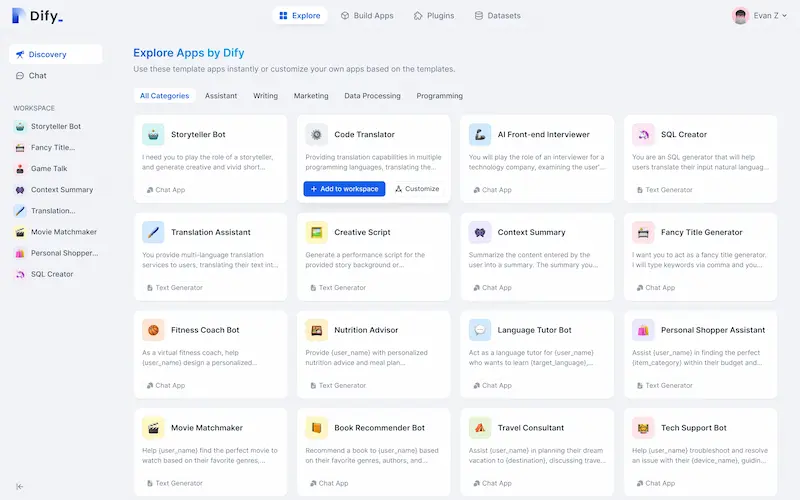 Dify_
Explore
Build Apps
Plugins
Datasets
Evan Z
Discovery
Chat
WORKSPACE
Storyteller Bot
Fancy Title...
Game Talk
Context Summary
Translation...
Movie Matchmaker
Personal Shopper...
SQL Creator
Explore Apps by Dify
Use these template apps instantly or customize your own apps based on the templates.
All Categories
Assistant
Writing
Marketing
Data Processing
Programming
Storyteller Bot
I need you to play the role of a storyteller,
and generate creative and vivid short...
Chat App
Code Translator
Providing translation capabilities in multiple
programming languages, translating the...
+ Add to workspace
Customize
AI Front-end Interviewer
You will play the role of an interviewer for a
technology company, examining the user'...
Chat App
SQL Creator
You are an SQL generator that will help
users translate their input natural languag...
Text Generator
Translation Assistant
You provide multi-language translation
services to users, translating their text int...
Text Generator
Creative Script
Generate a performance script for the
provided story background or...
Text Generator
Context Summary
Summarize the content entered by the
user into a summary. The summary you...
Chat App
Fancy Title Generator
I want you to act as a fancy title generator.
I will type keywords via comma and you...
Chat App
Fitness Coach Bot
As a virtual fitness coach, help
{user_name} design a personalized...
Chat App
Nutrition Advisor
Provide {user_name} with personalized
nutrition advice and meal plan...
Text Generator
Language Tutor Bot
Act as a language tutor for {user_name}
who wants to learn {target_language},...
Chat App
Personal Shopper Assistant
Assist {user_name} in finding the perfect
{item_category} within their budget and...
Text Generator
Movie Matchmaker
Help {user_name} find the perfect movie to
watch based on their favorite genres,...
Text Generator
Book Recommender Bot
Recommend a book to {user_name} based
on their favorite genres, authors, and...
Chat App
Travel Consultant
Assist {user_name} in planning their dream
vacation to {destination}, discussing trave...
Chat App
Tech Support Bot
Help {user_name} troubleshoot and resolve
an issue with their {device_name}, guidin...
Chat App